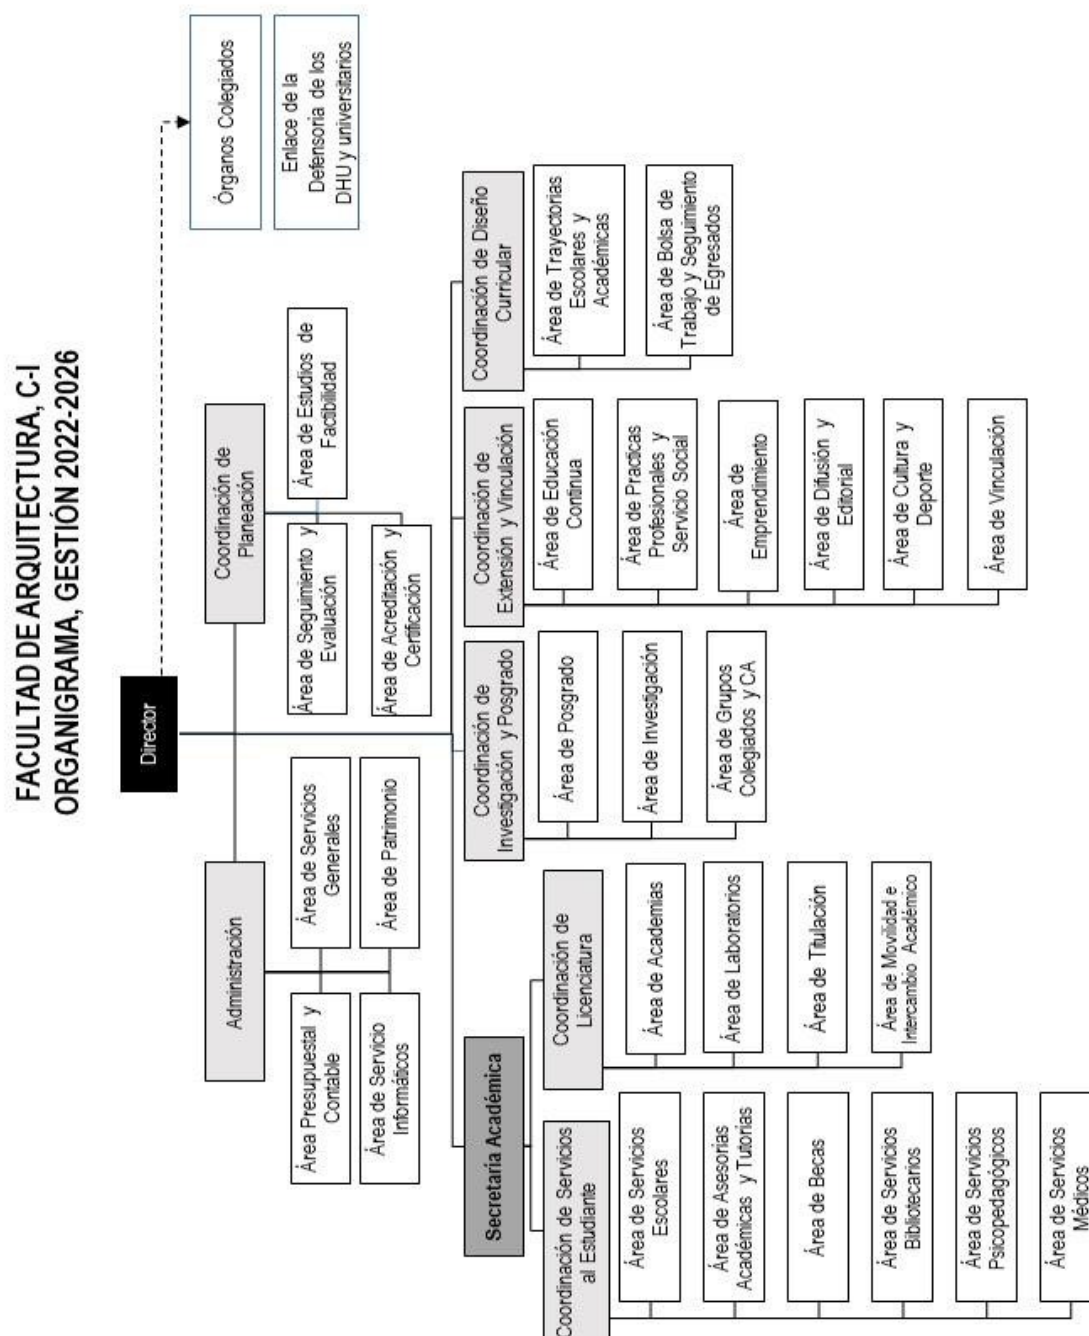 FACULTAD DE ARQUITECTURA, C-I
ORGANIGRAMA, GESTIÓN 2022-2026
Director
Órganos Colegiados
Enlace de la
Defensoria de los
DHU y universitarios
Administración
Área Presupuestal y
Contable
Área de Servicios
Generales
Área de Servicio
Informáticos
Área de Patrimonio
Coordinación de
Planeación
Área de Seguimiento y
Evaluación
Área de Estudios de
Factibilidad
Área de Acreditación y
Certificación
Secretaría Académica
Coordinación de Servicios
al Estudiante
Área de Servicios
Escolares
Área de Asesorias
Académicas y Tutorias
Área de Becas
Área de Servicios
Bibliotecarios
Área de Servicios
Psicopedagógicos
Área de Servicios
Médicos
Coordinación de
Licenciatura
Área de Academias
Área de Laboratorios
Área de Titulación
Área de Movilidad e
Intercambio Académico
Coordinación de
Investigación y Posgrado
Área de Posgrado
Área de Investigación
Área de Grupos
Colegiados y CA
Coordinación de
Extensión y Vinculación
Área de Educación
Continua
Área de Practicas
Profesionales y
Servicio Social
Área de
Emprendimiento
Área de Difusión y
Editorial
Área de Cultura y
Deporte
Área de Vinculación
Coordinación de Diseño
Curricular
Área de Trayectorias
Escolares y
Académicas
Área de Bolsa de
Trabajo y Seguimiento
de Egresados